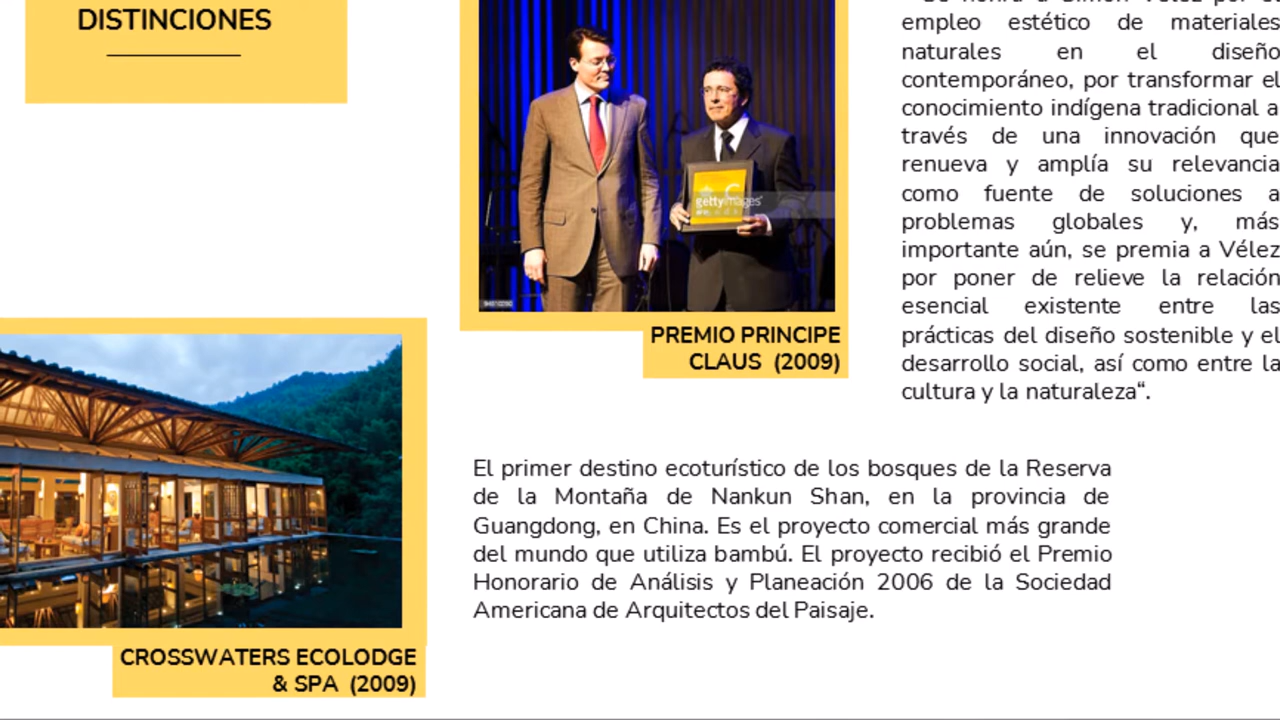 DISTINCIONES
gettyimages
PREMIO PRINCIPE
CLAUS (2009)
empleo estético de materiales
naturales en el diseño
contemporáneo, por transformar el
conocimiento indígena tradicional a
través de una innovación que
renueva y amplía su relevancia
como fuente de soluciones a
problemas globales y, más
importante aún, se premia a Vélez
por poner de relieve la relación
esencial existente entre las
prácticas del diseño sostenible y el
desarrollo social, así como entre la
cultura y la naturaleza“.
El primer destino ecoturístico de los bosques de la Reserva
de la Montaña de Nankun Shan, en la provincia de
Guangdong, en China. Es el proyecto comercial más grande
del mundo que utiliza bambú. El proyecto recibió el Premio
Honorario de Análisis y Planeación 2006 de la Sociedad
Americana de Arquitectos del Paisaje.
CROSSWATERS ECOLODGE
& SPA (2009)